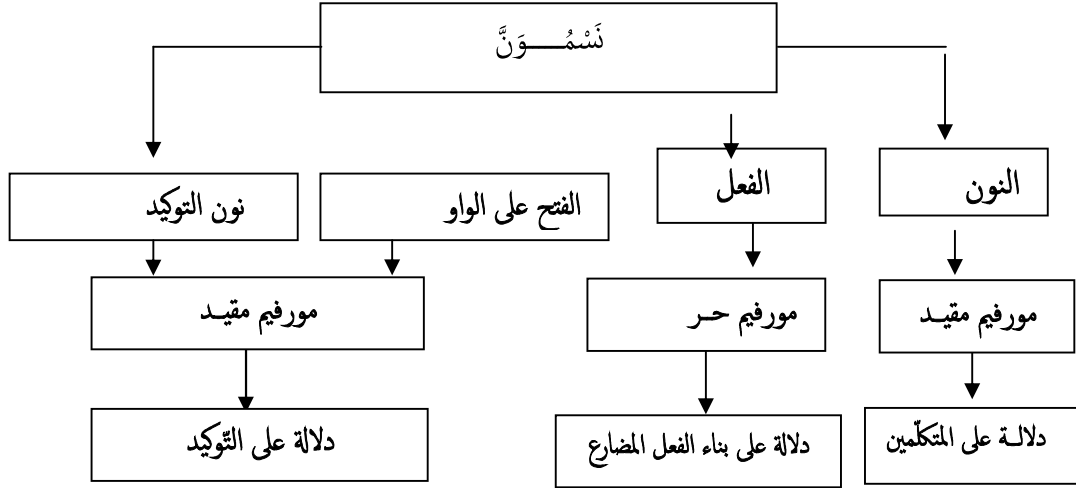 نَسْمُـــوَنَّ
النون
الفعل
الفتح على الواو
نون التوكيد
مورفيم مقيـد
مورفيم حـر
مورفيم مقيـد
دلالـة على المتكلّمين
دلالة على بناء الفعل المضارع
دلالة على التّوكيد